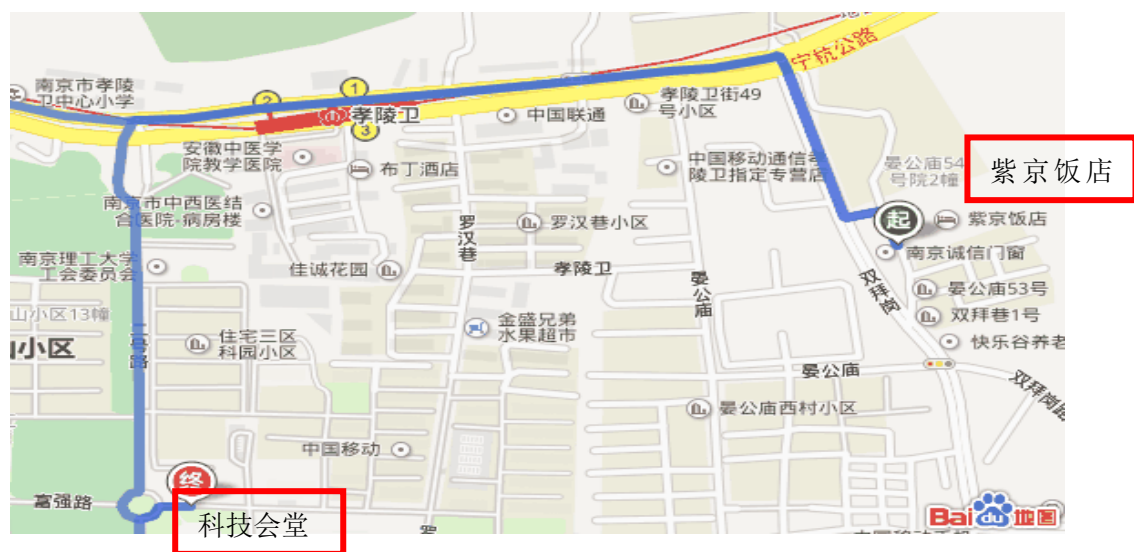 宁杭公路
南京市孝陵
卫中心小学
1
2
孝陵卫
3
中国联通
孝陵卫街49
号小区
安徽中医学
院教学医院
布丁酒店
中国移动通信孝
陵卫指定专营店
晏公庙54
号院2幢
紫京饭店
南京市中西医结
合医院-病房楼
罗汉巷
罗汉巷小区
起
紫京饭店
南京理工大学
工会委员会
佳诚花园
孝陵卫
南京诚信门窗
晏公庙
双拜岗
晏公庙53号
山小区13幢
双拜巷1号
二号路
住宅三区
科园小区
金盛兄弟
水果超市
小区
快乐谷养老
晏公庙
双拜岗路
晏公庙西村小区
中国移动
终
富强路
科技会堂
罗
Bai du 地图